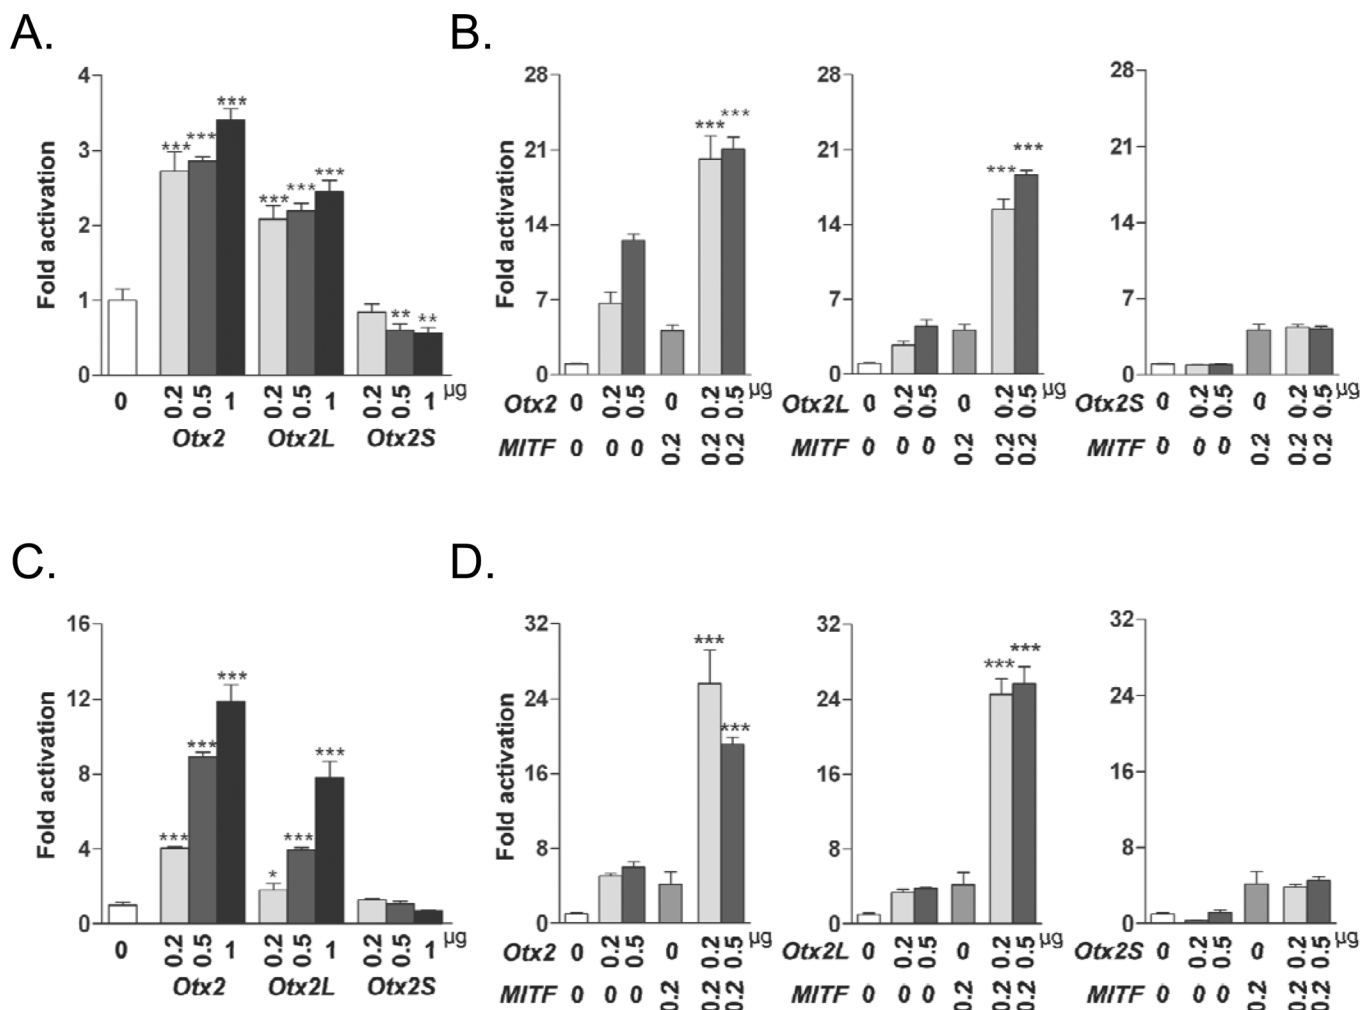 A.
B.
4
3
2
1
0
Fold activation
*** *** ***
*** *** ***
** **
0 0.2 0.5 1 0.2 0.5 1 0.2 0.5 1 µg
Otx2 Otx2L Otx2S
28
21
14
7
0
Fold activation
*** ***
Otx2 0 0.2 0.5 0 0.2 0.5 µg
MITF 0 0 0 0.2 0.2 0.2
28
21
14
7
0
*** ***
Otx2L 0 0.2 0.5 0 0.2 0.5 µg
MITF 0 0 0 0.2 0.2 0.2
28
21
14
7
0
Otx2S 0 0.2 0.5 0 0.2 0.5 µg
MITF 0 0 0 0.2 0.2 0.2
C.
D.
16
12
8
4
0
Fold activation
*** *** ***
* *** ***
0 0.2 0.5 1 0.2 0.5 1 0.2 0.5 1 µg
Otx2 Otx2L Otx2S
32
24
16
8
0
Fold activation
*** ***
Otx2 0 0.2 0.5 0 0.2 0.5 µg
MITF 0 0 0 0.2 0.2 0.2
32
24
16
8
0
*** ***
Otx2L 0 0.2 0.5 0 0.2 0.5 µg
MITF 0 0 0 0.2 0.2 0.2
32
24
16
8
0
Otx2S 0 0.2 0.5 0 0.2 0.5 µg
MITF 0 0 0 0.2 0.2 0.2